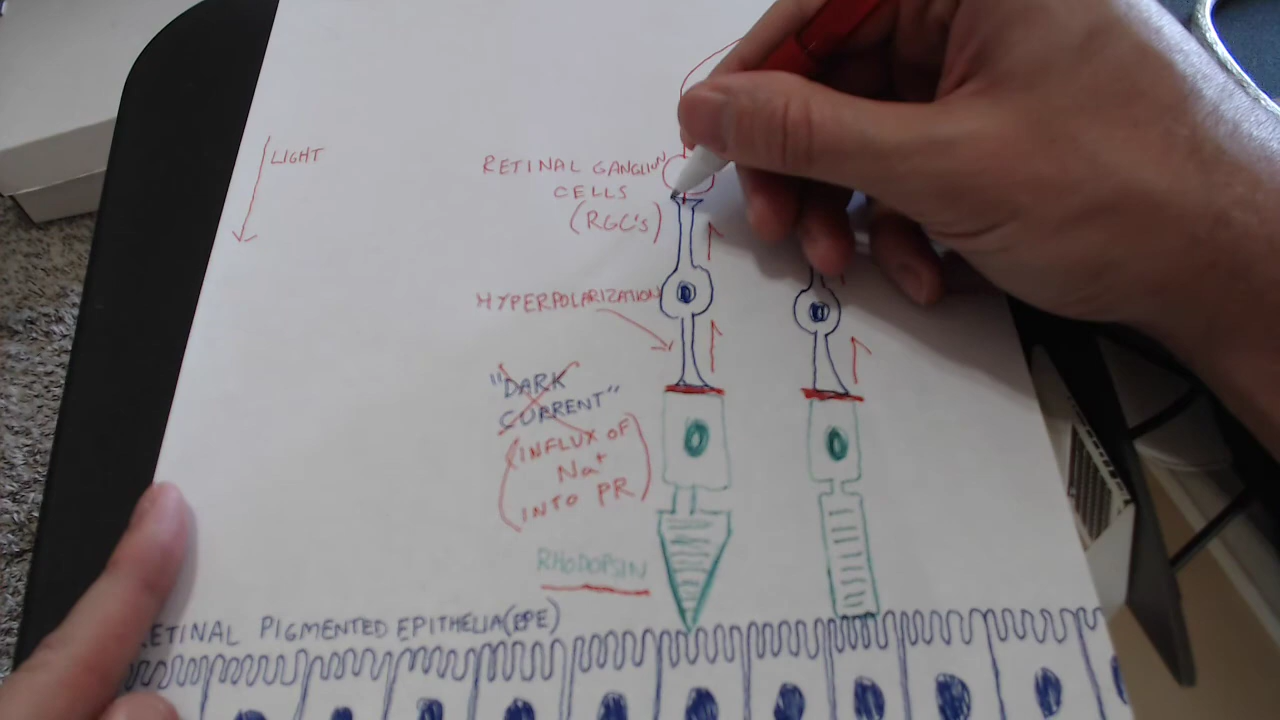 LIGHT
RETINAL GANGLION
CELLS
(RGC's)
HYPERPOLARIZATION
"DARK
CURRENT"
(INFLUX OF
Na+
INTO PR)
RHODOPSIN
RETINAL PIGMENTED EPITHELIA (RPE)